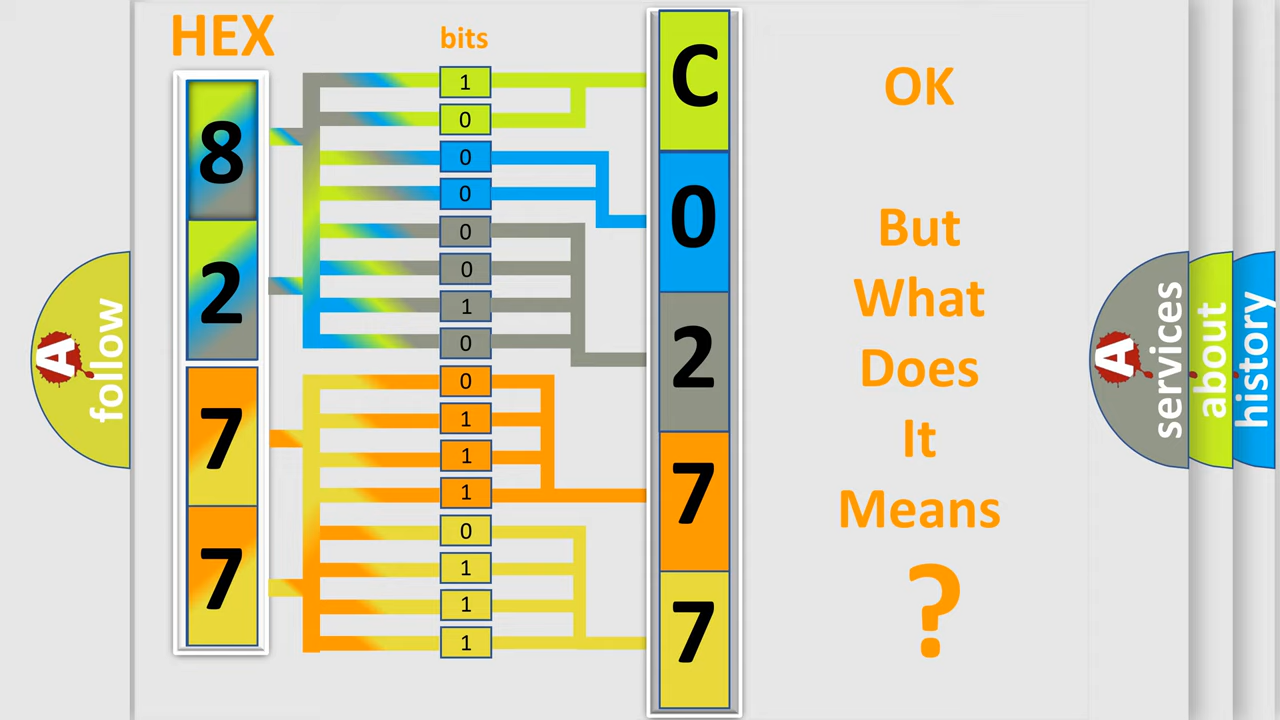 HEX
bits
8
2
7
7
1
0
0
0
0
0
1
0
0
1
1
1
0
1
1
1
C
0
2
7
7
OK
But
What
Does
It
Means
?
A
follow
A
services
about
history